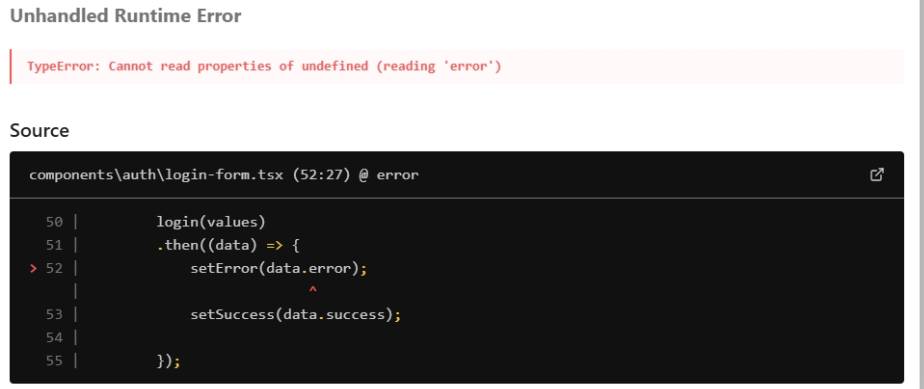 Unhandled Runtime Error
TypeError: Cannot read properties of undefined (reading 'error')
Source
components\auth\login-form.tsx (52:27) @ error
50 |         login(values)
51 |         .then((data) => {
> 52 |             setError(data.error);
|                           ^
53 |             setSuccess(data.success);
54 |
55 |         });